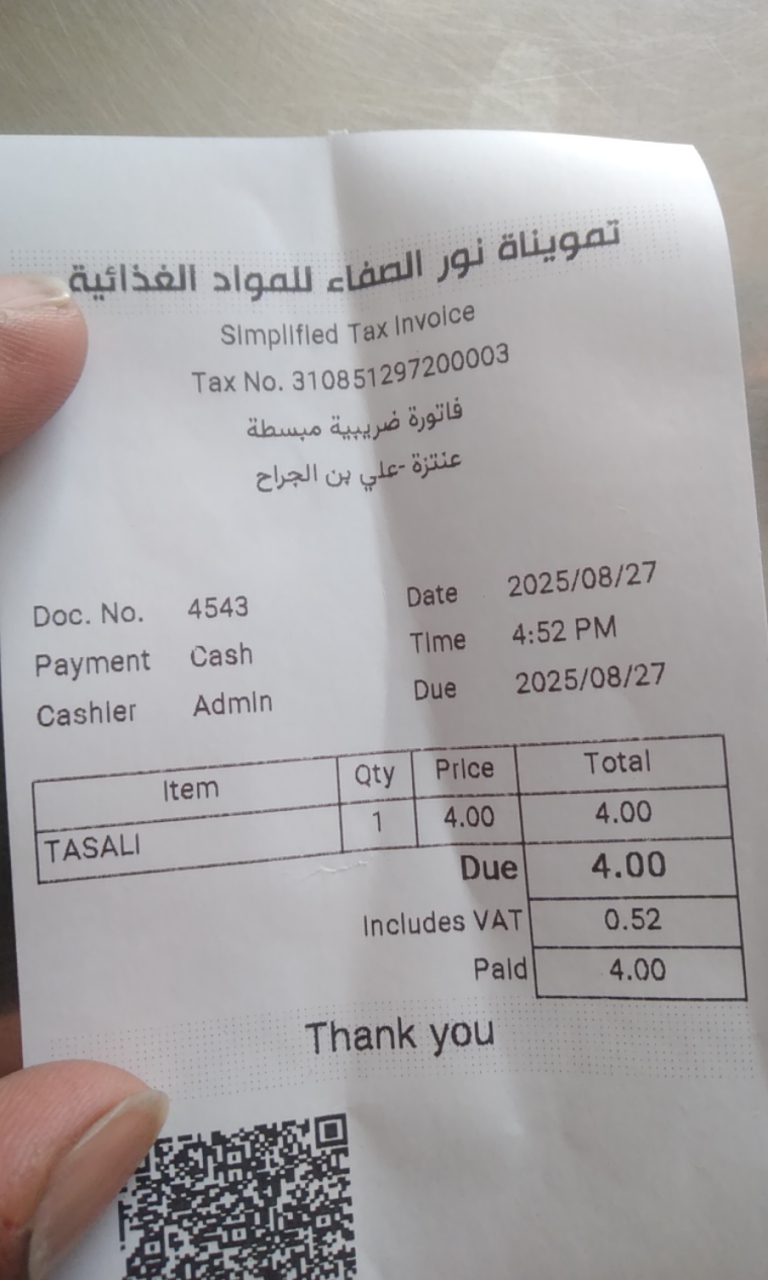 تمويناة نور الصفاء للمواد الغذائية
Simplified Tax Invoice
Tax No. 310851297200003
فاتورة ضريبية مبسطة
عنتزة -علي بن الجراح
Doc. No. 4543 Date 2025/08/27
Payment Cash Time 4:52 PM
Cashier Admin Due 2025/08/27
Item Qty Price Total
TASALI 1 4.00 4.00
Due 4.00
Includes VAT 0.52
Paid 4.00
Thank you